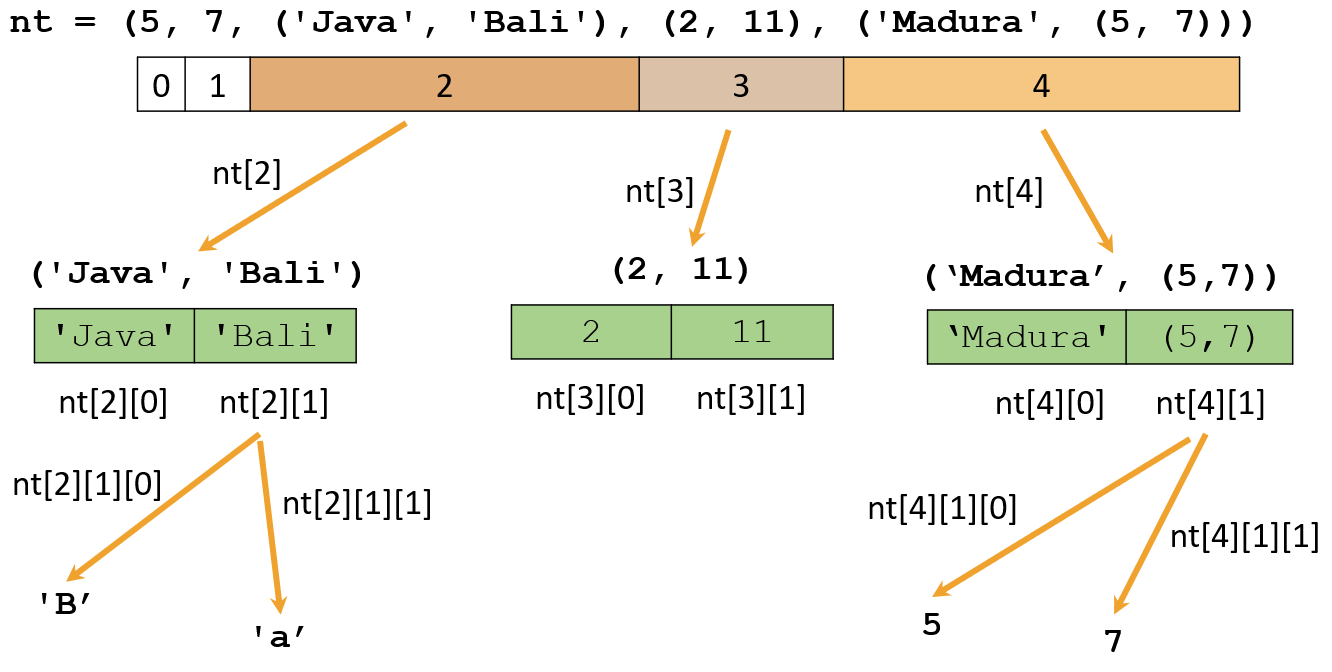 nt = (5, 7, ('Java', 'Bali'), (2, 11), ('Madura', (5, 7)))
0 1 2 3 4
nt[2] nt[3] nt[4]
('Java', 'Bali') (2, 11) (‘Madura’, (5,7))
'Java' 'Bali' 2 11 ‘Madura' (5,7)
nt[2][0] nt[2][1] nt[3][0] nt[3][1] nt[4][0] nt[4][1]
nt[2][1][0] nt[2][1][1] nt[4][1][0] nt[4][1][1]
'B’ 'a’ 5 7